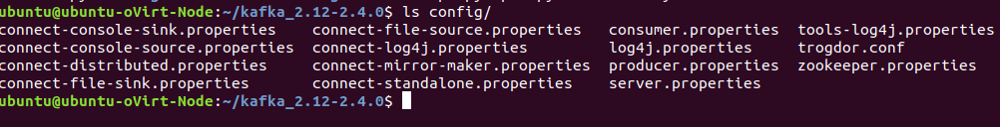 ubuntu@ubuntu-oVirt-Node:~/kafka_2.12-2.4.0$ ls config/
connect-console-sink.properties    connect-file-source.properties    consumer.properties  tools-log4j.properties
connect-console-source.properties  connect-log4j.properties          log4j.properties     trogdor.conf
connect-distributed.properties     connect-mirror-maker.properties   producer.properties  zookeeper.properties
connect-file-sink.properties       connect-standalone.properties     server.properties
ubuntu@ubuntu-oVirt-Node:~/kafka_2.12-2.4.0$